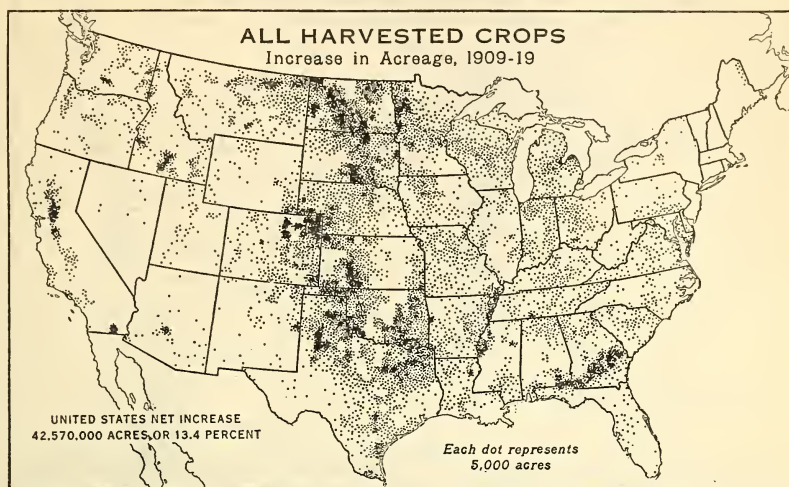 ALL HARVESTED CROPS
Increase in Acreage, 1909-19
UNITED STATES NET INCREASE
42,570,000 ACRES, OR 13.4 PERCENT
Each dot represents
5,000 acres